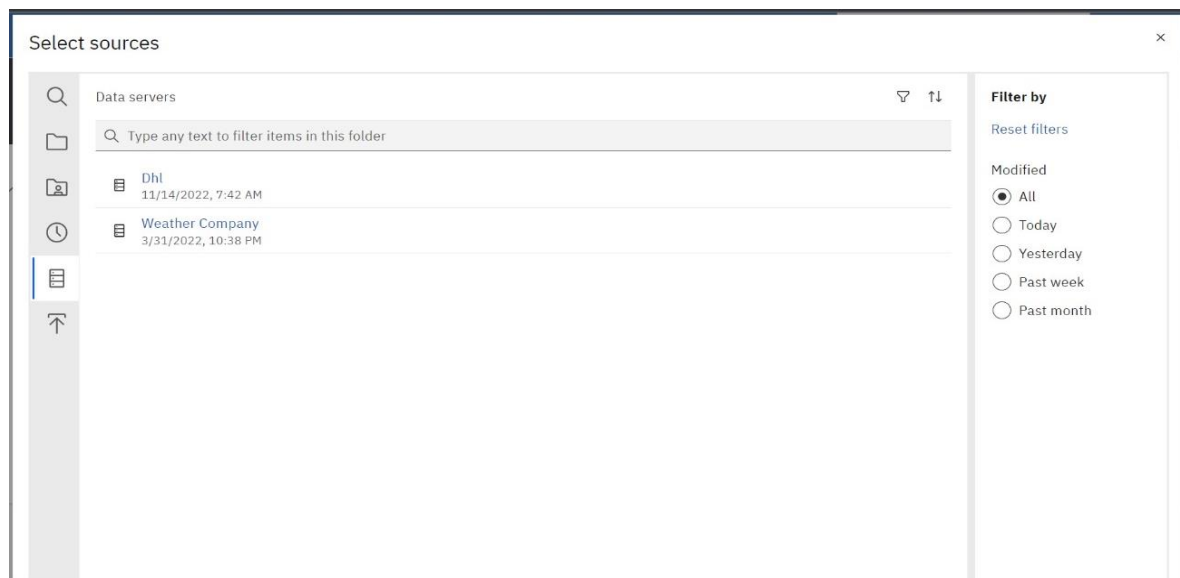 Select sources
Data servers
Type any text to filter items in this folder
Dhl
11/14/2022, 7:42 AM
Weather Company
3/31/2022, 10:38 PM
Filter by
Reset filters
Modified
All
Today
Yesterday
Past week
Past month